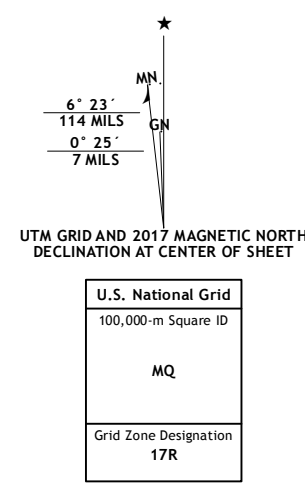 MN.
6° 23´
114 MILS
GN
0° 25´
7 MILS
UTM GRID AND 2017 MAGNETIC NORTH
DECLINATION AT CENTER OF SHEET
U.S. National Grid
100,000-m Square ID
MQ
Grid Zone Designation
17R